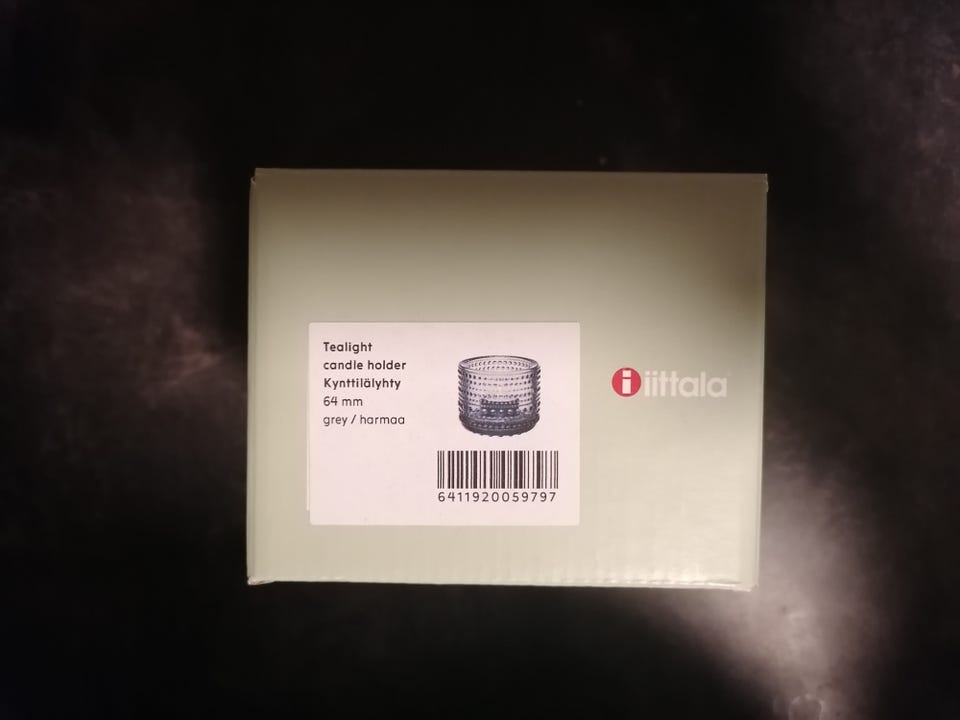 Tealight
candle holder
Kynttilälyhty
64 mm
grey / harmaa
6411920059797
i iittala